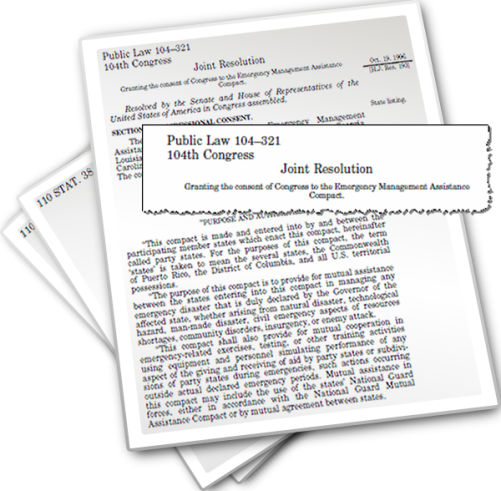 Public Law 104–321
104th Congress
Joint Resolution
Oct. 19, 1996
[H.J. Res. 193]
Granting the consent of Congress to the Emergency Management Assistance
Compact.
Resolved by the Senate and House of Representatives of the
United States of America in Congress assembled,
State listing.
SECTION
CONSENT.
The
Emergency Management
Assista
Louisia
Carolin
The co
Public Law 104–321
104th Congress
Joint Resolution
Granting the consent of Congress to the Emergency Management Assistance
Compact.
"PURPOSE AND
"This compact is made and entered into by and between the
participating member states which enact this compact, hereinafter
called party states. For the purposes of this compact, the term
'states' is taken to mean the several states, the Commonwealth
of Puerto Rico, the District of Columbia, and all U.S. territorial
possessions.
"The purpose of this compact is to provide for mutual assistance
between the states entering into this compact in managing any
emergency disaster that is duly declared by the Governor of the
affected state, whether arising from natural disaster, technological
hazard, man-made disaster, civil emergency aspects of resources
shortages, community disorders, insurgency, or enemy attack.
"This compact shall also provide for mutual cooperation in
emergency-related exercises, testing, or other training activities
using equipment and personnel simulating performance of any
aspect of the giving and receiving of aid by party states or subdivi-
sions of party states during emergencies, such actions occurring
outside actual declared emergency periods. Mutual assistance in
this compact may include the use of the states' National Guard
forces, either in accordance with the National Guard Mutual
Assistance Compact or by mutual agreement between states.
110 STAT. 38
110